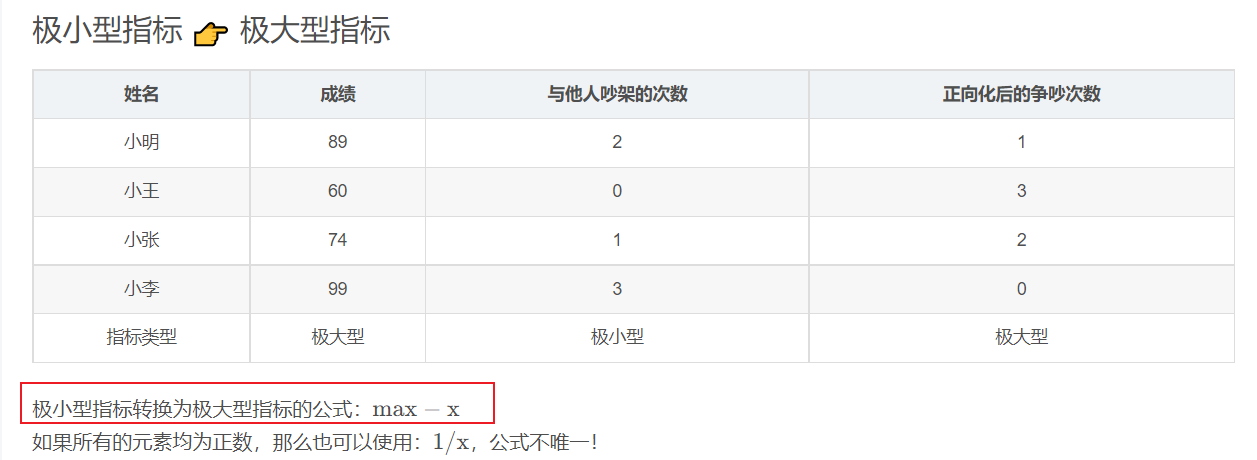 极小型指标 👉 极大型指标
姓名 成绩 与他人吵架的次数 正向化后的争吵次数
小明 89 2 1
小王 60 0 3
小张 74 1 2
小李 99 3 0
指标类型 极大型 极小型 极大型
极小型指标转换为极大型指标的公式：max − x
如果所有的元素均为正数，那么也可以使用：1/x，公式不唯一！